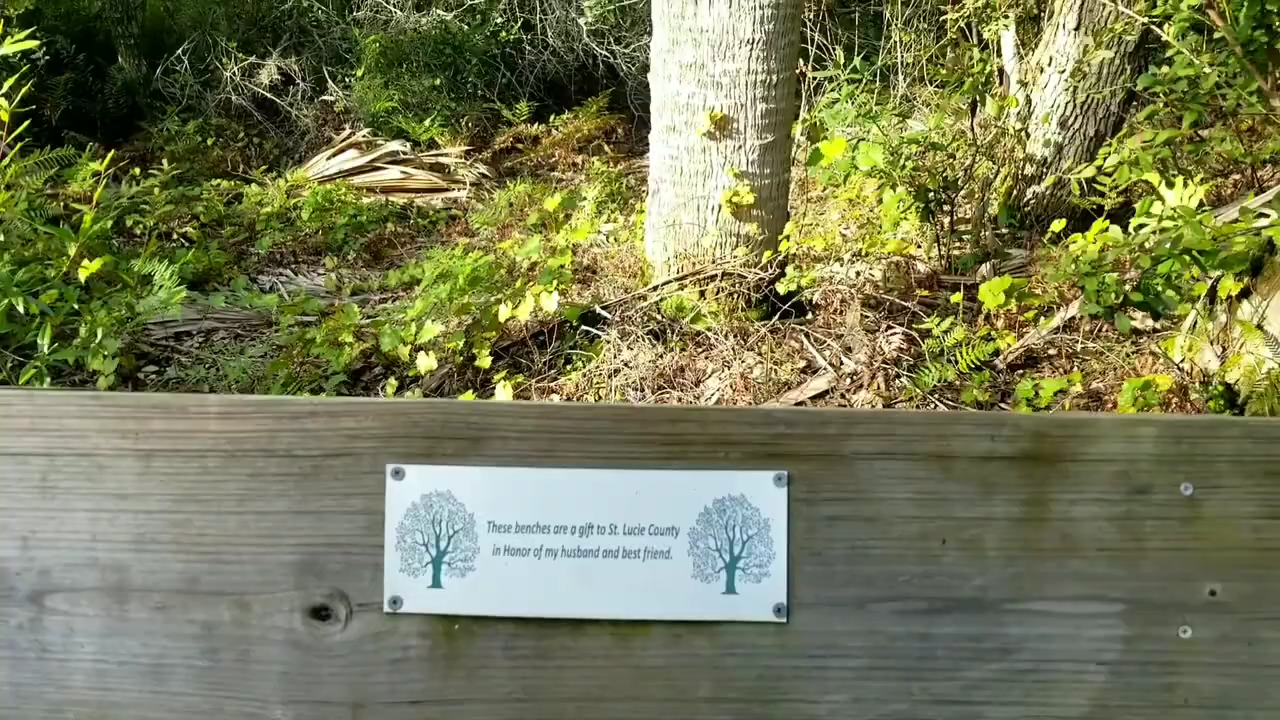 These benches are a gift to St. Lucie County
in Honor of my husband and best friend.